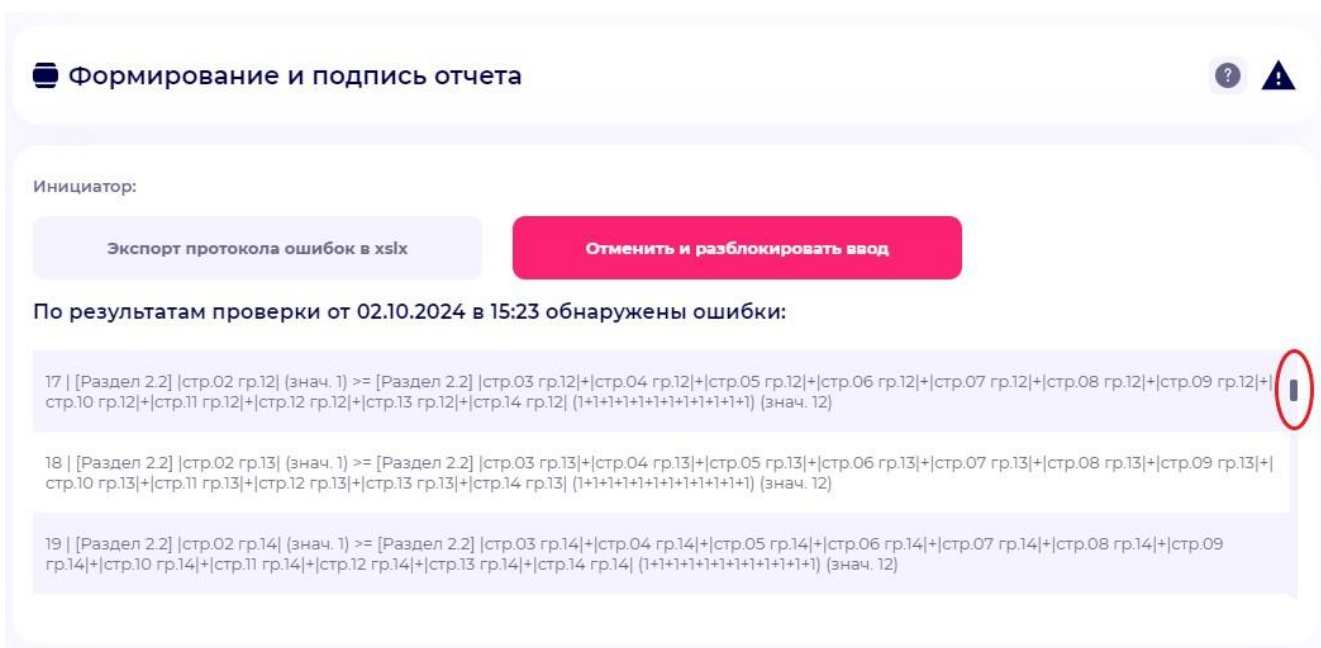 Формирование и подпись отчета
?
!
Инициатор:
Экспорт протокола ошибок в xslx
Отменить и разблокировать ввод
По результатам проверки от 02.10.2024 в 15:23 обнаружены ошибки:
17 | [Раздел 2.2] |стр.02 гр.12| (знач. 1) >= [Раздел 2.2] |стр.03 гр.12|+|стр.04 гр.12|+|стр.05 гр.12|+|стр.06 гр.12|+|стр.07 гр.12|+|стр.08 гр.12|+|стр.09 гр.12|+|
стр.10 гр.12|+|стр.11 гр.12|+|стр.12 гр.12|+|стр.13 гр.12|+|стр.14 гр.12| (1+1+1+1+1+1+1+1+1+1+1+1) (знач. 12)
18 | [Раздел 2.2] |стр.02 гр.13| (знач. 1) >= [Раздел 2.2] |стр.03 гр.13|+|стр.04 гр.13|+|стр.05 гр.13|+|стр.06 гр.13|+|стр.07 гр.13|+|стр.08 гр.13|+|стр.09 гр.13|+|
стр.10 гр.13|+|стр.11 гр.13|+|стр.12 гр.13|+|стр.13 гр.13|+|стр.14 гр.13| (1+1+1+1+1+1+1+1+1+1+1+1) (знач. 12)
19 | [Раздел 2.2] |стр.02 гр.14| (знач. 1) >= [Раздел 2.2] |стр.03 гр.14|+|стр.04 гр.14|+|стр.05 гр.14|+|стр.06 гр.14|+|стр.07 гр.14|+|стр.08 гр.14|+|стр.09
гр.14|+|стр.10 гр.14|+|стр.11 гр.14|+|стр.12 гр.14|+|стр.13 гр.14|+|стр.14 гр.14| (1+1+1+1+1+1+1+1+1+1+1+1) (знач. 12)